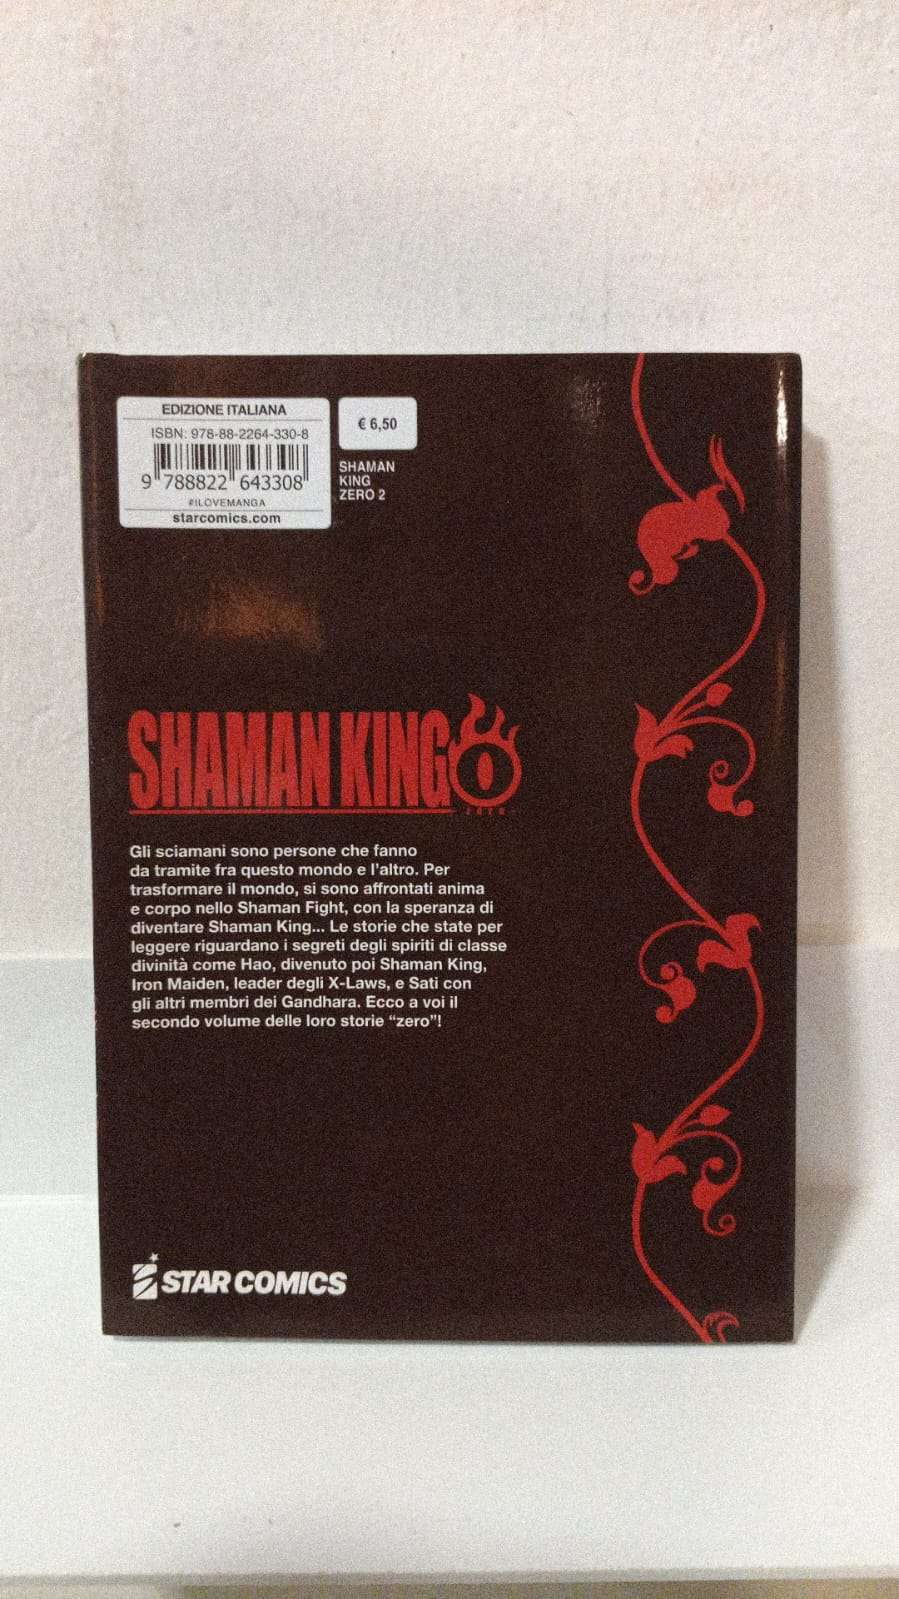 EDIZIONE ITALIANA
ISBN: 978-88-2264-330-8
9 788822 643308
#ILOVEMANGA
starcomics.com
€ 6,50
SHAMAN
KING
ZERO 2
SHAMAN KING
ZERO
Gli sciamani sono persone che fanno
da tramite fra questo mondo e l'altro. Per
trasformare il mondo, si sono affrontati anima
e corpo nello Shaman Fight, con la speranza di
diventare Shaman King... Le storie che state per
leggere riguardano i segreti degli spiriti di classe
divinità come Hao, divenuto poi Shaman King,
Iron Maiden, leader degli X-Laws, e Sati con
gli altri membri dei Gandhara. Ecco a voi il
secondo volume delle loro storie “zero”!
STAR COMICS